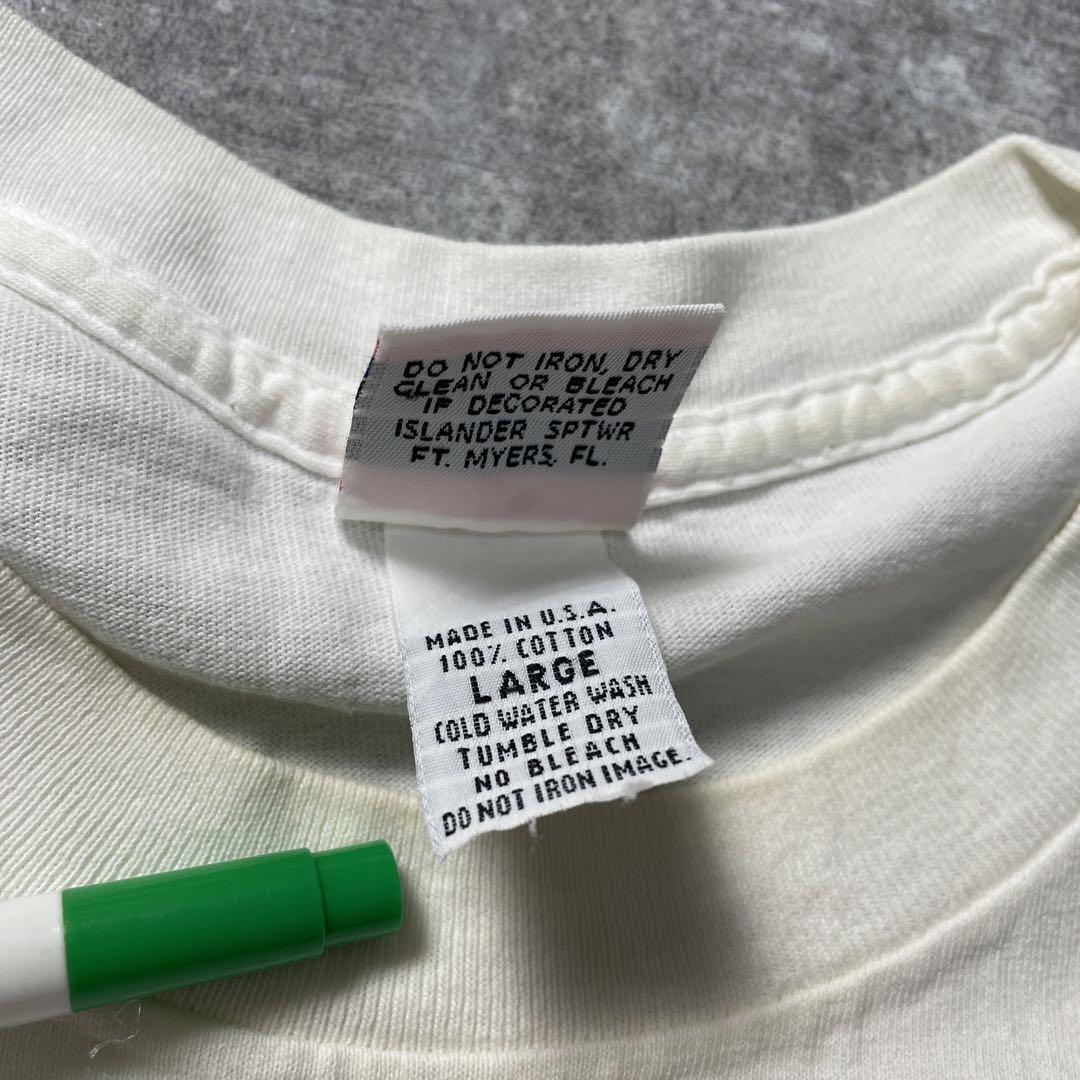 DO NOT IRON, DRY
CLEAN OR BLEACH
IF DECORATED
ISLANDER SPTWR
FT. MYERS, FL.
MADE IN U.S.A.
100% COTTON
LARGE
COLD WATER WASH
TUMBLE DRY
NO BLEACH
DO NOT IRON IMAGE.